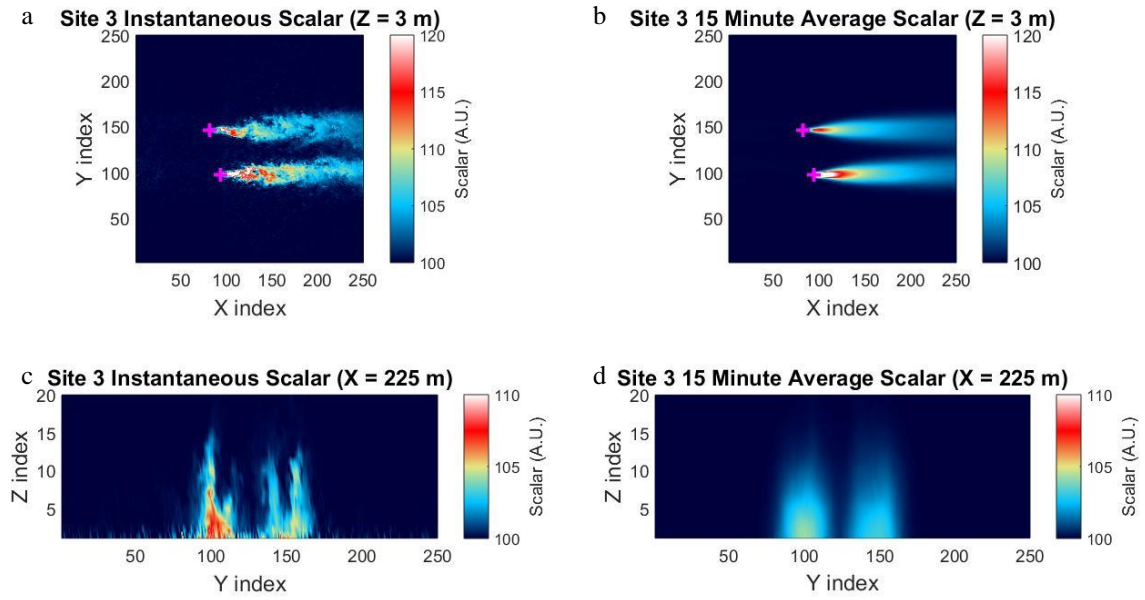 a Site 3 Instantaneous Scalar (Z = 3 m)
250
200
150
100
50
Y index
50 100 150 200 250
X index
120
115
110
105
100
Scalar (A.U.)
b Site 3 15 Minute Average Scalar (Z = 3 m)
250
200
150
100
50
Y index
50 100 150 200 250
X index
120
115
110
105
100
Scalar (A.U.)
c Site 3 Instantaneous Scalar (X = 225 m)
20
15
10
5
Z index
50 100 150 200 250
Y index
110
105
100
Scalar (A.U.)
d Site 3 15 Minute Average Scalar (X = 225 m)
20
15
10
5
Z index
50 100 150 200 250
Y index
110
105
100
Scalar (A.U.)